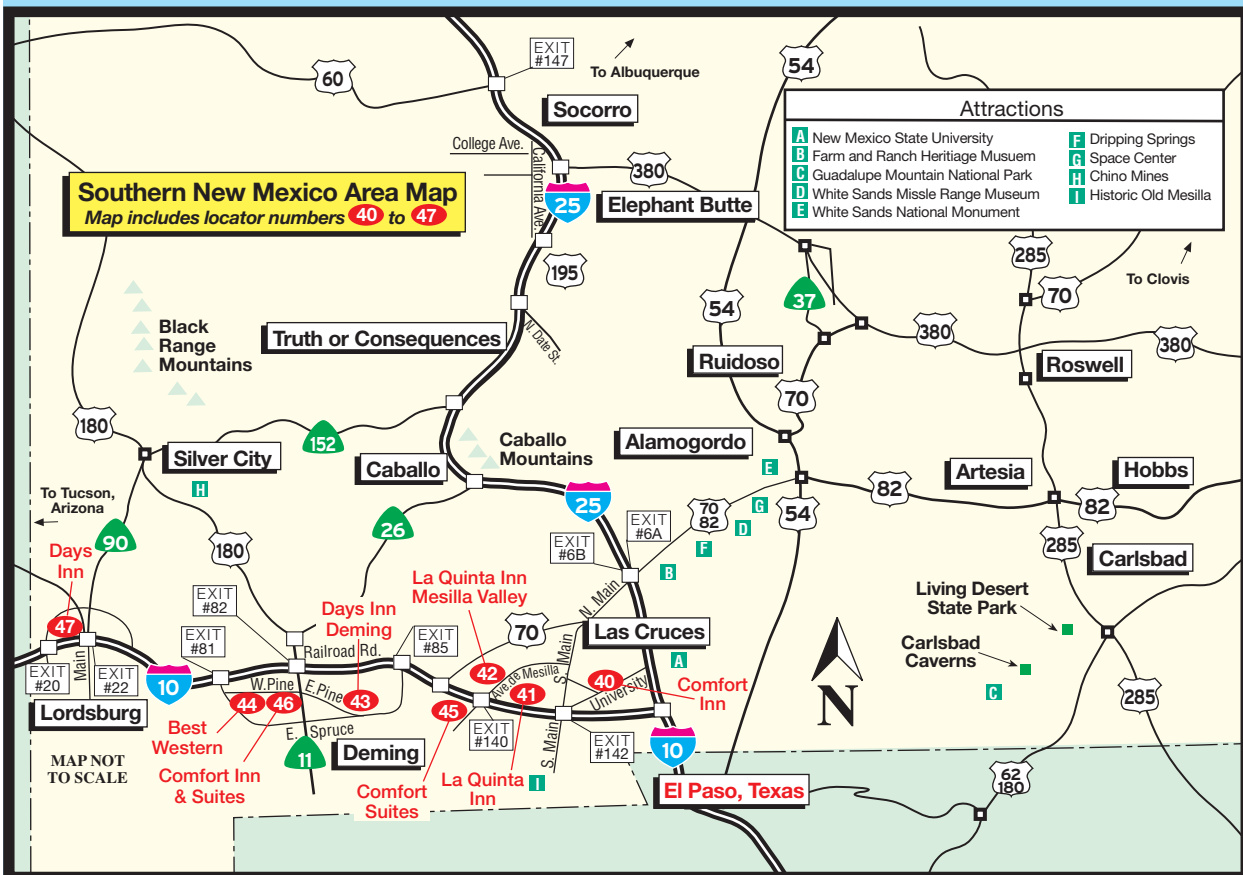 EXIT
#147
To Albuquerque
60
54
Socorro
Attractions
A New Mexico State University
B Farm and Ranch Heritage Musuem
C Guadalupe Mountain National Park
D White Sands Missle Range Museum
E White Sands National Monument
F Dripping Springs
G Space Center
H Chino Mines
I Historic Old Mesilla
College Ave.
California Ave.
380
Southern New Mexico Area Map
Map includes locator numbers 40 to 47
25
Elephant Butte
195
285
70
To Clovis
37
54
Black
Range
Mountains
Truth or Consequences
N. Date St.
380
380
Ruidoso
Roswell
70
180
152
Silver City
Caballo
Caballo
Mountains
Alamogordo
Artesia
Hobbs
H
E
To Tucson,
Arizona
90
26
25
70
82
G
D
F
54
82
82
285
Carlsbad
180
EXIT
#6A
EXIT
#6B
B
Days
Inn
47
La Quinta Inn
Mesilla Valley
EXIT
#82
Days Inn
Deming
EXIT
#81
EXIT
#85
Railroad Rd.
70
N. Main
Las Cruces
Living Desert
State Park
Carlsbad
Caverns
C
A
EXIT
#20
Main
EXIT
#22
10
W.Pine
E.Pine
43
44
46
42
Ave.de Mesilla
S. Main
41
40
University
Comfort
Inn
45
N
285
Lordsburg
Best
Western
E. Spruce
EXIT
#140
S. Main
EXIT
#142
10
MAP NOT
TO SCALE
11
Deming
Comfort Inn
& Suites
Comfort
Suites
La Quinta
Inn
I
El Paso, Texas
62
180